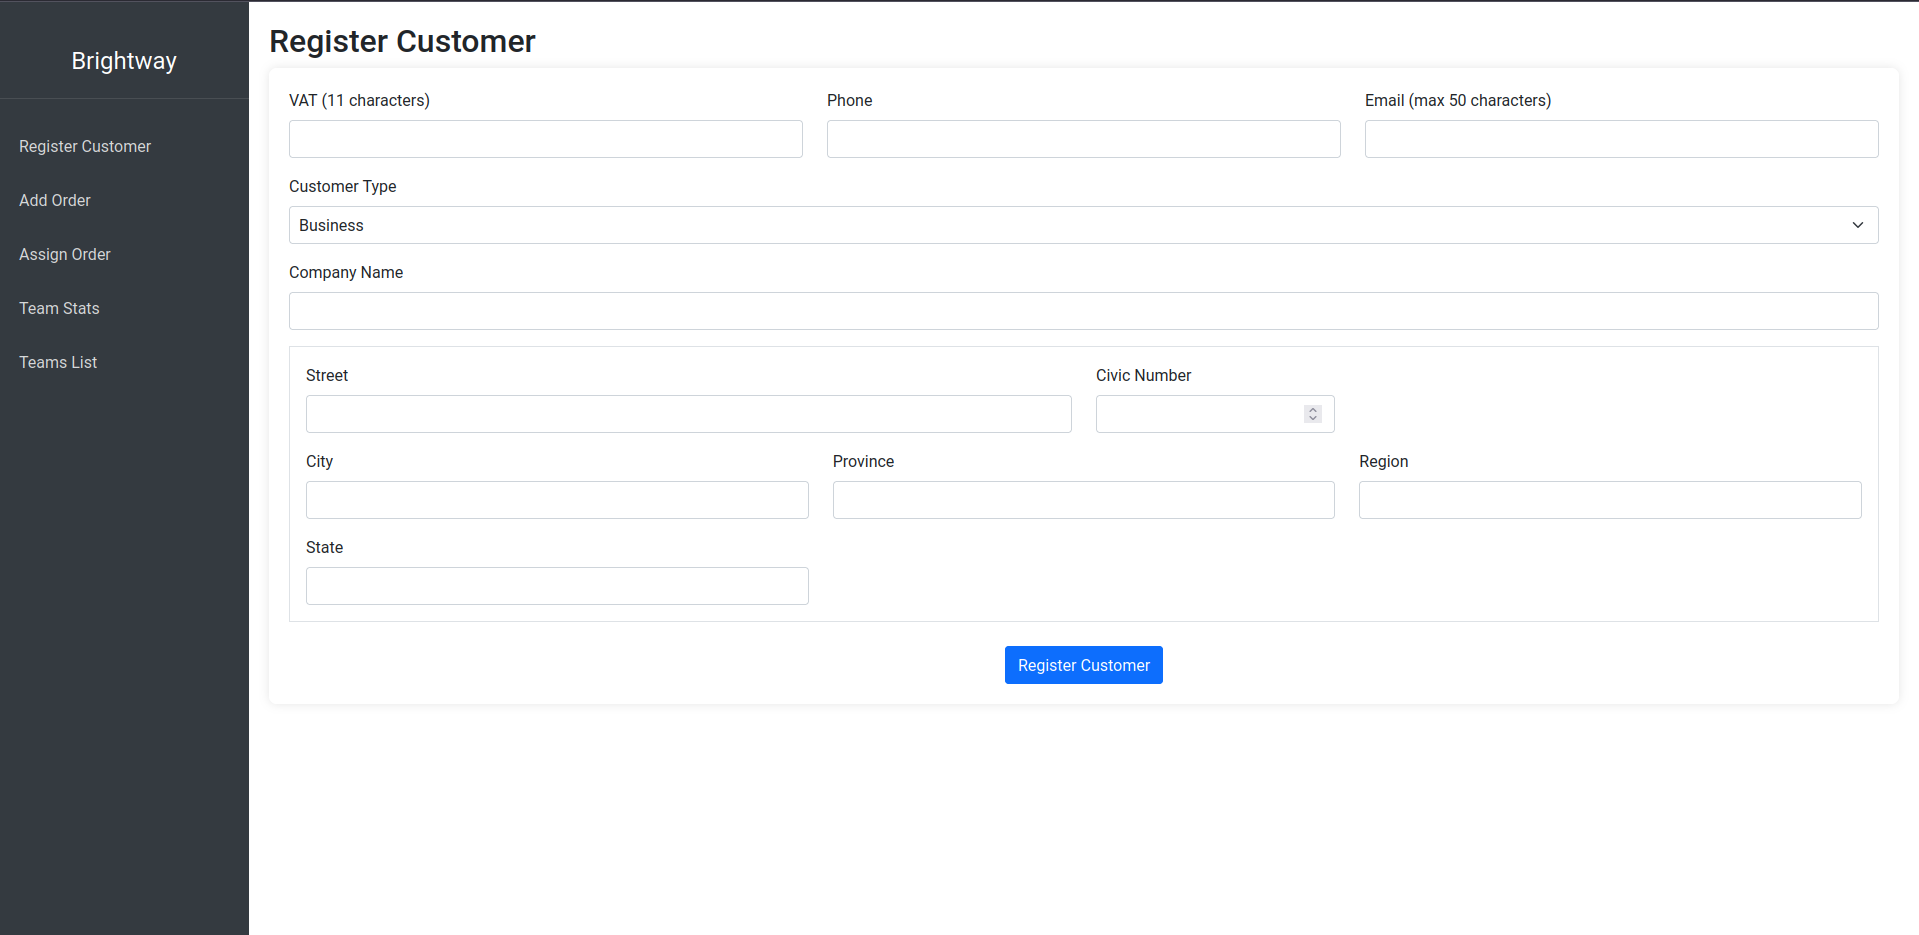 Brightway
Register Customer
Add Order
Assign Order
Team Stats
Teams List
Register Customer
VAT (11 characters)
Phone
Email (max 50 characters)
Customer Type
Business
Company Name
Street
Civic Number
City
Province
Region
State
Register Customer